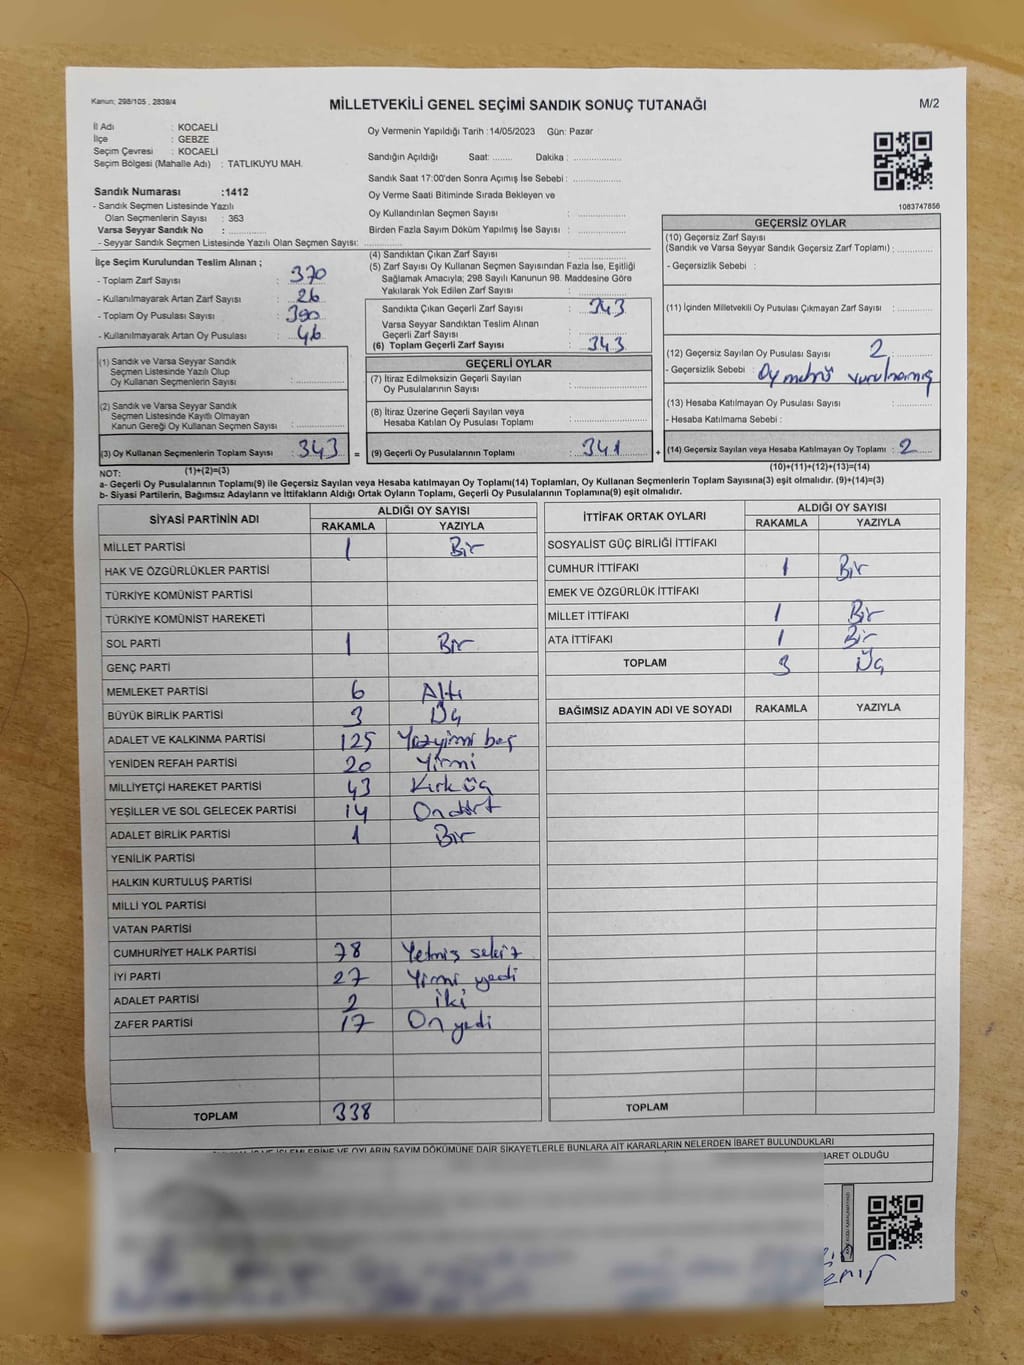 Kanun; 298/105 , 2839/4
MİLLETVEKİLİ GENEL SEÇİMİ SANDIK SONUÇ TUTANAĞI
M/2
İl Adı : KOCAELİ
İlçe : GEBZE
Seçim Çevresi : KOCAELİ
Seçim Bölgesi (Mahalle Adı) : TATLIKUYU MAH.
Sandık Numarası :1412
- Sandık Seçmen Listesinde Yazılı
Olan Seçmenlerin Sayısı : 363
Varsa Seyyar Sandık No : ..............
- Seyyar Sandık Seçmen Listesinde Yazılı Olan Seçmen Sayısı: ..............
Oy Vermenin Yapıldığı Tarih :14/05/2023 Gün: Pazar
Sandığın Açıldığı Saat: ....... Dakika : ..................
Sandık Saat 17:00'den Sonra Açımış İse Sebebi : ..................
Oy Verme Saati Bitiminde Sırada Bekleyen ve
Oy Kullandırılan Seçmen Sayısı : ..................
Birden Fazla Sayım Döküm Yapılmış İse Sayısı : ..................
1083747856
İlçe Seçim Kurulundan Teslim Alınan ;
- Toplam Zarf Sayısı : 370
- Kullanılmayarak Artan Zarf Sayısı : 26
- Toplam Oy Pusulası Sayısı : 390
- Kullanılmayarak Artan Oy Pusulası : 46
(4) Sandıktan Çıkan Zarf Sayısı : ..............
(5) Zarf Sayısı Oy Kullanan Seçmen Sayısından Fazla İse, Eşitliği
Sağlamak Amacıyla; 298 Sayılı Kanunun 98. Maddesine Göre
Yakılarak Yok Edilen Zarf Sayısı : ..............
Sandıkta Çıkan Geçerli Zarf Sayısı : 343
Varsa Seyyar Sandıktan Teslim Alınan
Geçerli Zarf Sayısı : ..............
(6) Toplam Geçerli Zarf Sayısı : 343
GEÇERSİZ OYLAR
(10) Geçersiz Zarf Sayısı
(Sandık ve Varsa Seyyar Sandık Geçersiz Zarf Toplamı) : ..........
- Geçersizlik Sebebi :
(11) İçinden Milletvekili Oy Pusulası Çıkmayan Zarf Sayısı : ..........
(12) Geçersiz Sayılan Oy Pusulası Sayısı : 2
- Geçersizlik Sebebi : Oy mührü vurulmamış
(13) Hesaba Katılmayan Oy Pusulası Sayısı : ..........
- Hesaba Katılmama Sebebi :
(14) Geçersiz Sayılan veya Hesaba Katılmayan Oy Toplamı : 2
(1) Sandık ve Varsa Seyyar Sandık
Seçmen Listesinde Yazılı Olup
Oy Kullanan Seçmenlerin Sayısı : ..............
(2) Sandık ve Varsa Seyyar Sandık
Seçmen Listesinde Kayıtlı Olmayan
Kanun Gereği Oy Kullanan Seçmen Sayısı : ..............
(3) Oy Kullanan Seçmenlerin Toplam Sayısı : 343
=
GEÇERLİ OYLAR
(7) İtiraz Edilmeksizin Geçerli Sayılan
Oy Pusulalarının Sayısı : ..............
(8) İtiraz Üzerine Geçerli Sayılan veya
Hesaba Katılan Oy Pusulası Toplamı : ..............
(9) Geçerli Oy Pusulalarının Toplamı : 341
+
NOT: (1)+(2)=(3)
(10)+(11)+(12)+(13)=(14)
a- Geçerli Oy Pusulalarının Toplamı(9) ile Geçersiz Sayılan veya Hesaba katılmayan Oy Toplamı(14) Toplamları, Oy Kullanan Seçmenlerin Toplam Sayısına(3) eşit olmalıdır. (9)+(14)=(3)
b- Siyasi Partilerin, Bağımsız Adayların ve İttifakların Aldığı Ortak Oyların Toplamı, Geçerli Oy Pusulalarının Toplamına(9) eşit olmalıdır.
SİYASİ PARTİNİN ADI ALDIĞI OY SAYISI
RAKAMLA YAZIYLA
MİLLET PARTİSİ 1 Bir
HAK VE ÖZGÜRLÜKLER PARTİSİ
TÜRKİYE KOMÜNİST PARTİSİ
TÜRKİYE KOMÜNİST HAREKETİ
SOL PARTİ 1 Bir
GENÇ PARTİ
MEMLEKET PARTİSİ 6 Altı
BÜYÜK BİRLİK PARTİSİ 3 Üç
ADALET VE KALKINMA PARTİSİ 125 Yüzyirmi beş
YENİDEN REFAH PARTİSİ 20 Yirmi
MİLLİYETÇİ HAREKET PARTİSİ 43 Kırk üç
YEŞİLLER VE SOL GELECEK PARTİSİ 14 Ondört
ADALET BİRLİK PARTİSİ 1 Bir
YENİLİK PARTİSİ
HALKIN KURTULUŞ PARTİSİ
MİLLİ YOL PARTİSİ
VATAN PARTİSİ
CUMHURİYET HALK PARTİSİ 78 Yetmiş sekiz
İYİ PARTİ 27 Yirmi yedi
ADALET PARTİSİ 2 iki
ZAFER PARTİSİ 17 On yedi
TOPLAM 338
İTTİFAK ORTAK OYLARI ALDIĞI OY SAYISI
RAKAMLA YAZIYLA
SOSYALİST GÜÇ BİRLİĞİ İTTİFAKI
CUMHUR İTTİFAKI 1 Bir
EMEK VE ÖZGÜRLÜK İTTİFAKI
MİLLET İTTİFAKI 1 Bir
ATA İTTİFAKI 1 Bir
TOPLAM 3 Üç
BAĞIMSIZ ADAYIN ADI VE SOYADI RAKAMLA YAZIYLA
TOPLAM
İŞLEMLERİNE VE OYLARIN SAYIM DÖKÜMÜNE DAİR ŞİKAYETLERLE BUNLARA AİT KARARLARIN NELERDEN İBARET BULUNDUKLARI
BARET OLDUĞU